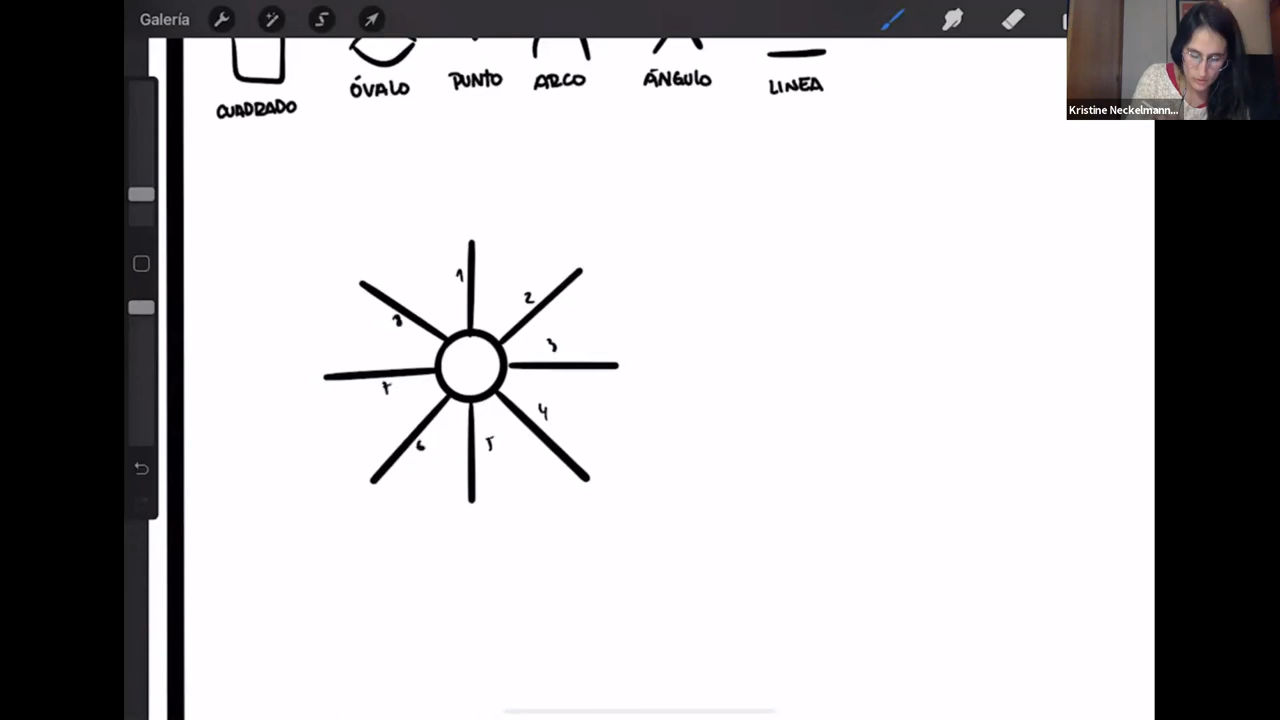 Galería
Kristine Neckelmann...
CUADRADO
ÓVALO
PUNTO
ARCO
ÁNGULO
LINEA
1
2
3
4
5
6
7
8